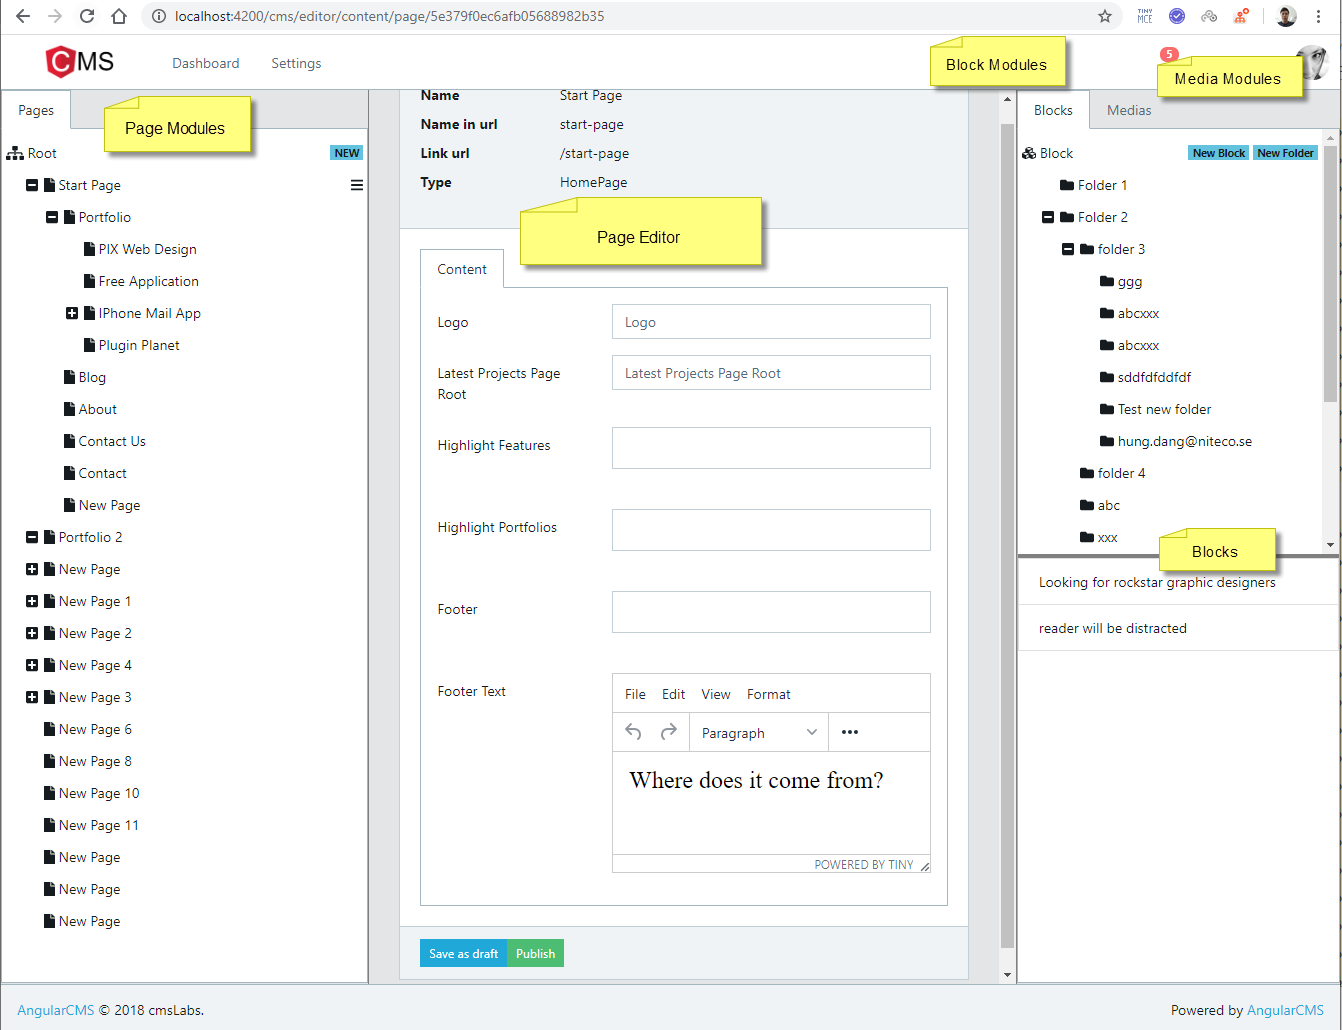 localhost:4200/cms/editor/content/page/5e379f0ec6afb05688982b35
TINY
MCE
CMS
Dashboard
Settings
Block Modules
5
Media Modules
Pages
Page Modules
Root
NEW
Start Page
Portfolio
PIX Web Design
Free Application
IPhone Mail App
Plugin Planet
Blog
About
Contact Us
Contact
New Page
Portfolio 2
New Page
New Page 1
New Page 2
New Page 4
New Page 3
New Page 6
New Page 8
New Page 10
New Page 11
New Page
New Page
New Page
Name Start Page
Name in url start-page
Link url /start-page
Type HomePage
Page Editor
Content
Logo Logo
Latest Projects Page Latest Projects Page Root
Root
Highlight Features
Highlight Portfolios
Footer
Footer Text
File Edit View Format
Paragraph
Where does it come from?
POWERED BY TINY
Save as draft Publish
Blocks Medias
Block New Block New Folder
Folder 1
Folder 2
folder 3
ggg
abcxxx
abcxxx
sddfdfddfdf
Test new folder
hung.dang@niteco.se
folder 4
abc
xxx
Blocks
Looking for rockstar graphic designers
reader will be distracted
AngularCMS © 2018 cmsLabs.
Powered by AngularCMS